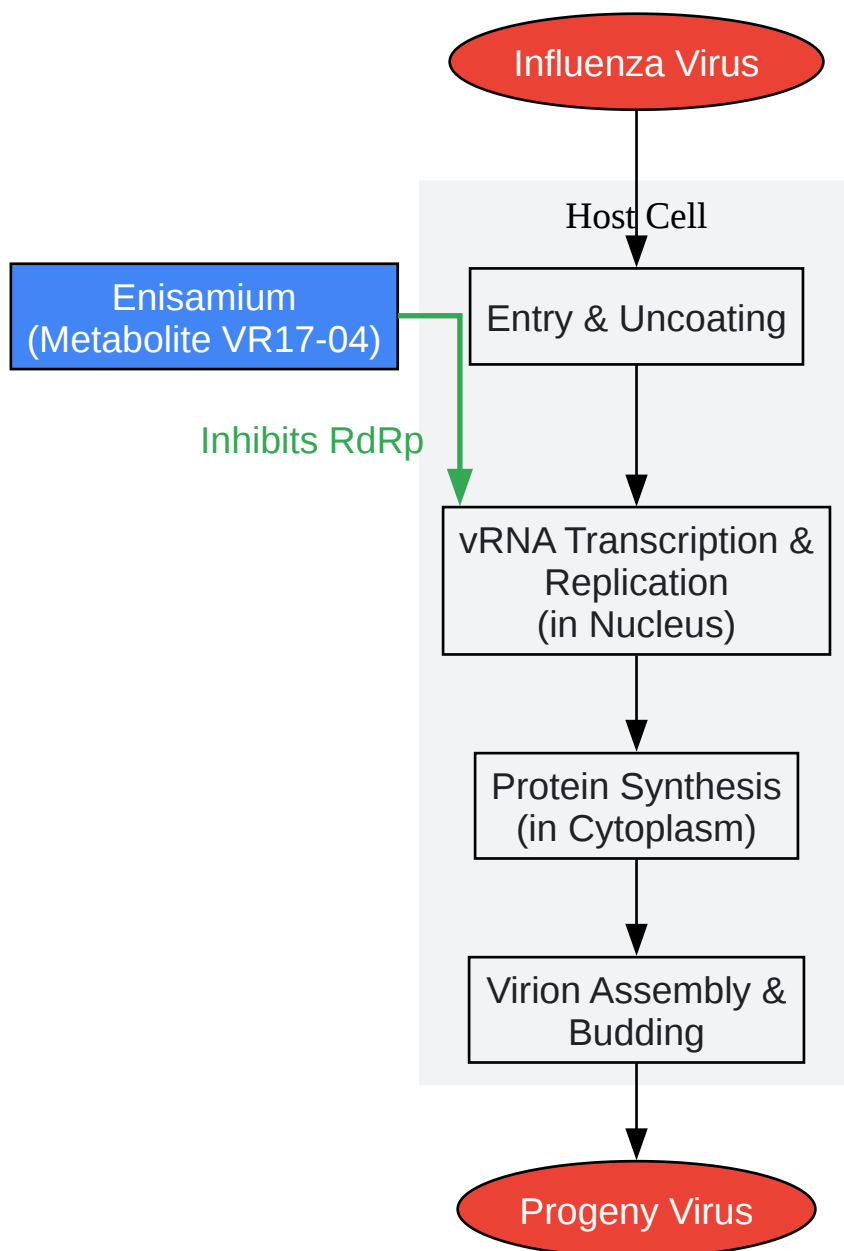 Influenza Virus
Host Cell
Enisamium
(Metabolite VR17-04)
Entry & Uncoating
Inhibits RdRp
vRNA Transcription &
Replication
(in Nucleus)
Protein Synthesis
(in Cytoplasm)
Virion Assembly &
Budding
Progeny Virus